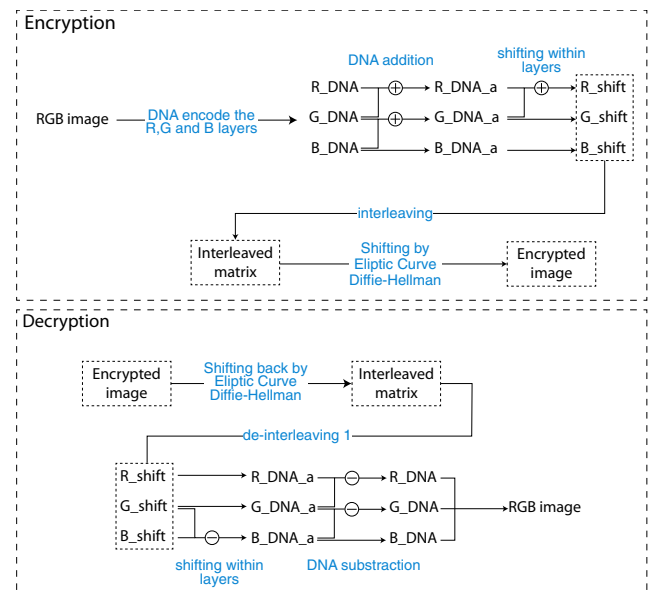 Encryption
DNA addition
shifting within
layers
R_DNA
R_DNA_a
R_shift
RGB image
DNA encode the
R,G and B layers
G_DNA
G_DNA_a
G_shift
B_DNA
B_DNA_a
B_shift
interleaving
Interleaved
matrix
Shifting by
Eliptic Curve
Diffie-Hellman
Encrypted
image
Decryption
Encrypted
image
Shifting back by
Eliptic Curve
Diffie-Hellman
Interleaved
matrix
de-interleaving 1
R_shift
R_DNA_a
R_DNA
G_shift
G_DNA_a
G_DNA
RGB image
B_shift
B_DNA_a
B_DNA
shifting within
layers
DNA substraction